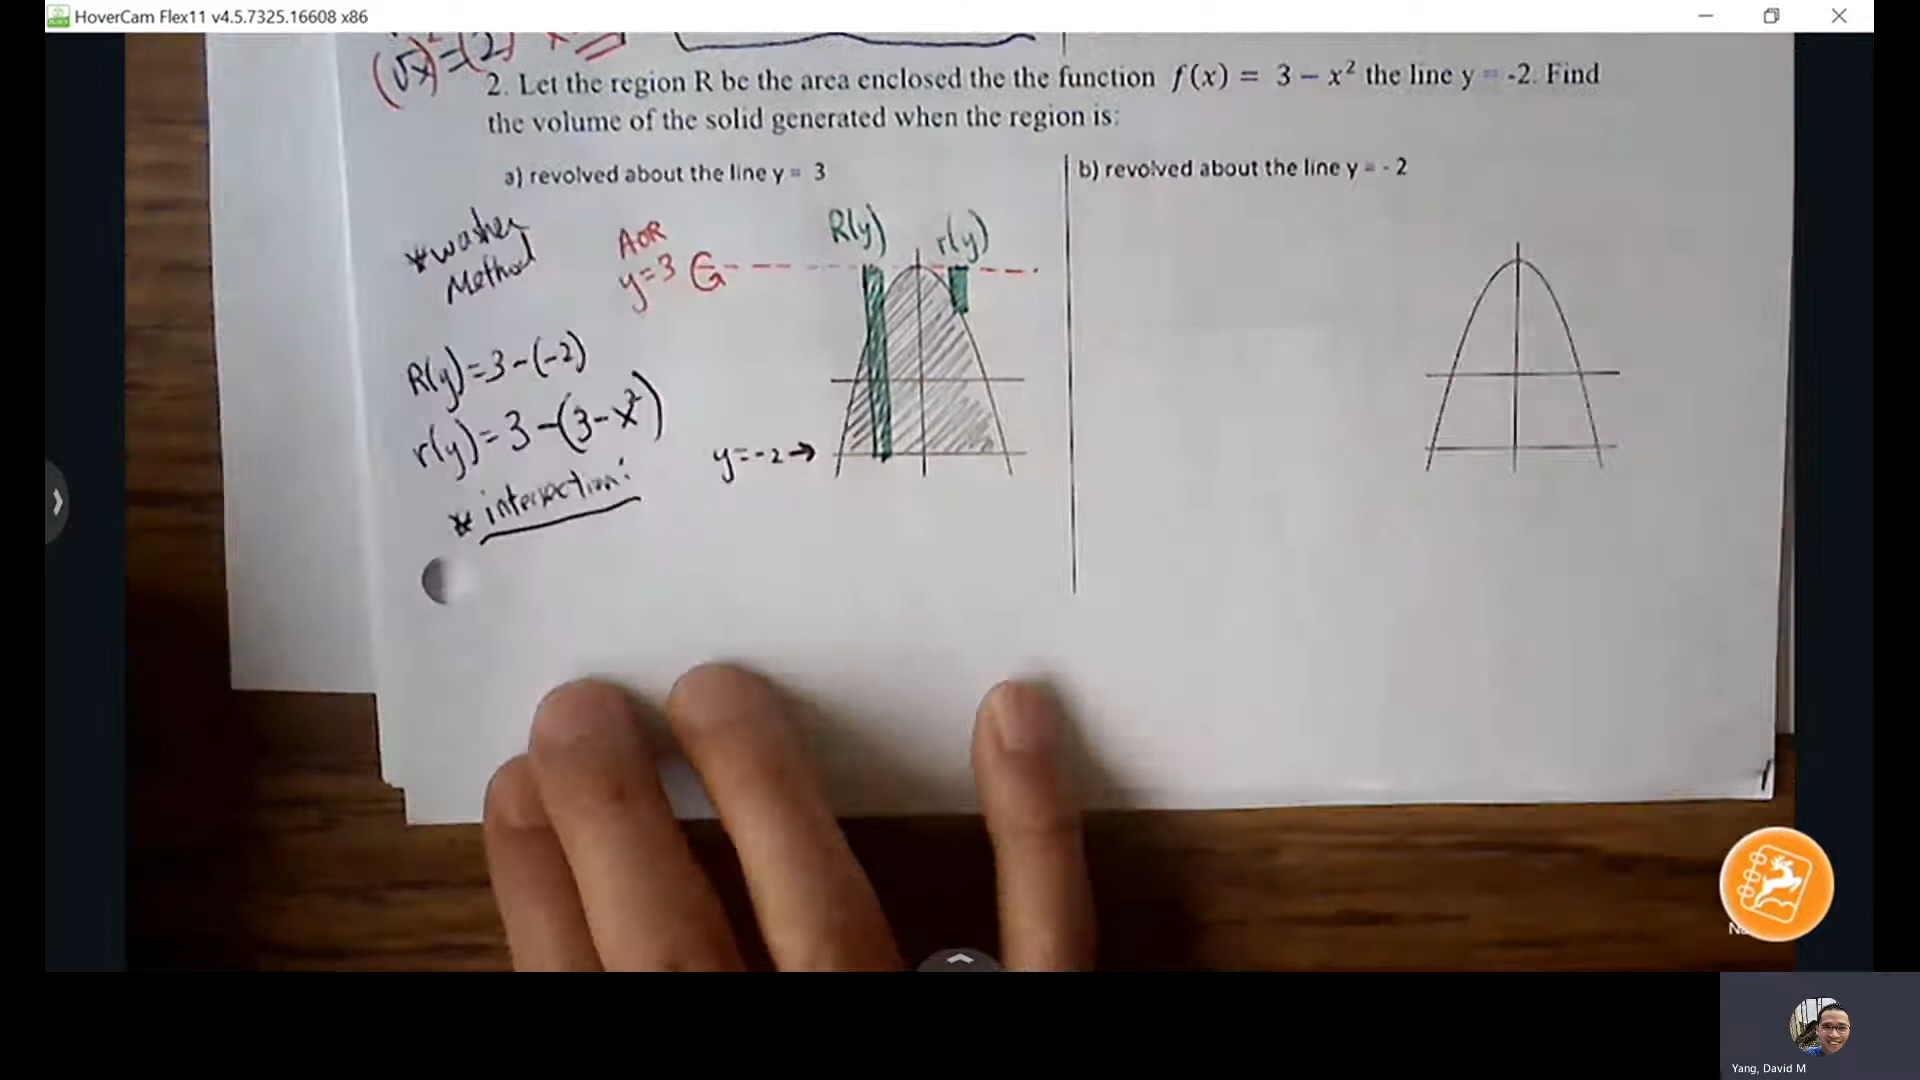 HoverCam Flex11 v4.5.7325.16608 x86
(√x)² = (2)
2. Let the region R be the area enclosed the the function f(x) = 3 − x² the line y = -2. Find
the volume of the solid generated when the region is:
a) revolved about the line y = 3
*washer
Method
AOR
y=3
R(y)
r(y)
R(y)=3-(-2)
r(y)=3-(3-x²)
y=-2→
*intersection:
b) revolved about the line y = - 2
Yang, David M